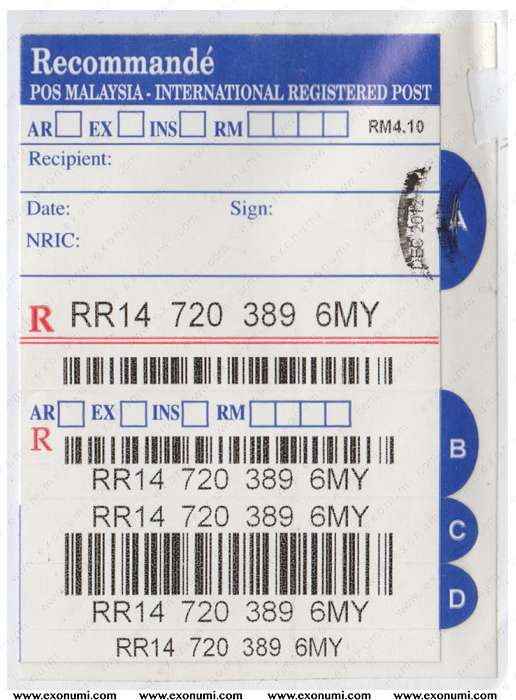 Recommandé
POS MALAYSIA - INTERNATIONAL REGISTERED POST
AR EX INS RM RM4.10
Recipient:
Date: Sign:
NRIC:
DEC 2012
A
R RR14 720 389 6MY
AR EX INS RM
R
B
RR14 720 389 6MY
RR14 720 389 6MY
C
D
RR14 720 389 6MY
RR14 720 389 6MY
www.exonumi.com www.exonumi.com www.exonumi.com www.exonumi.com